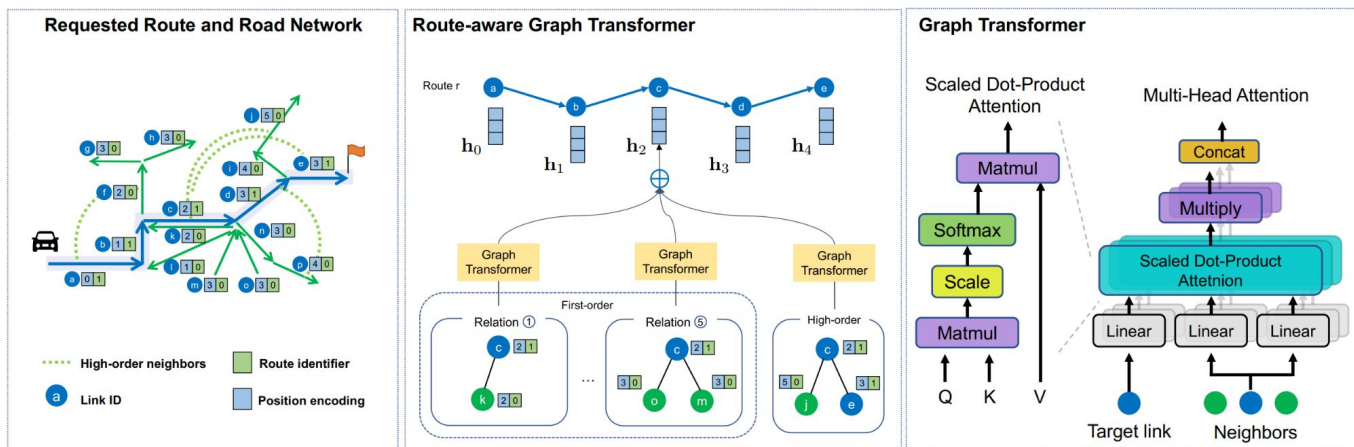 Requested Route and Road Network
j 5 0
h 3 0
g 3 0
e 3 1
i 4 0
f 2 0
d 3 1
c 2 1
n 3 0
k 2 0
b 1 1
p 4 0
l 1 0
a 0 1
m 3 0
o 3 0
High-order neighbors
Route identifier
a
Link ID
Position encoding
Route-aware Graph Transformer
Route r
a
b
c
d
e
h0
h1
h2
h3
h4
Graph
Transformer
Graph
Transformer
Graph
Transformer
First-order
Relation ①
c 2 1
k 2 0
...
Relation ⑤
c 2 1
3 0
3 0
o
m
High-order
c 2 1
5 0
3 1
j
e
Graph Transformer
Scaled Dot-Product
Attention
Matmul
Softmax
Scale
Matmul
Q
K
V
Multi-Head Attention
Concat
Multiply
Scaled Dot-Product
Attetnion
Linear
Linear
Linear
Target link
Neighbors